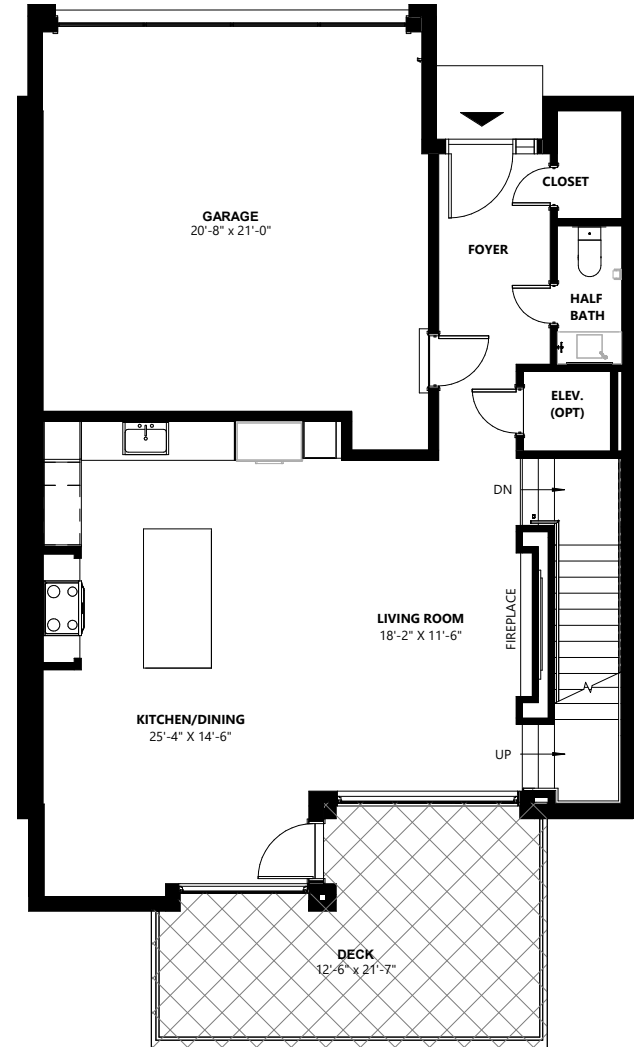 CLOSET
GARAGE
20'-8" x 21'-0"
FOYER
HALF
BATH
ELEV.
(OPT)
DN
FIREPLACE
LIVING ROOM
18'-2" X 11'-6"
KITCHEN/DINING
25'-4" X 14'-6"
UP
DECK
12'-6" x 21'-7"